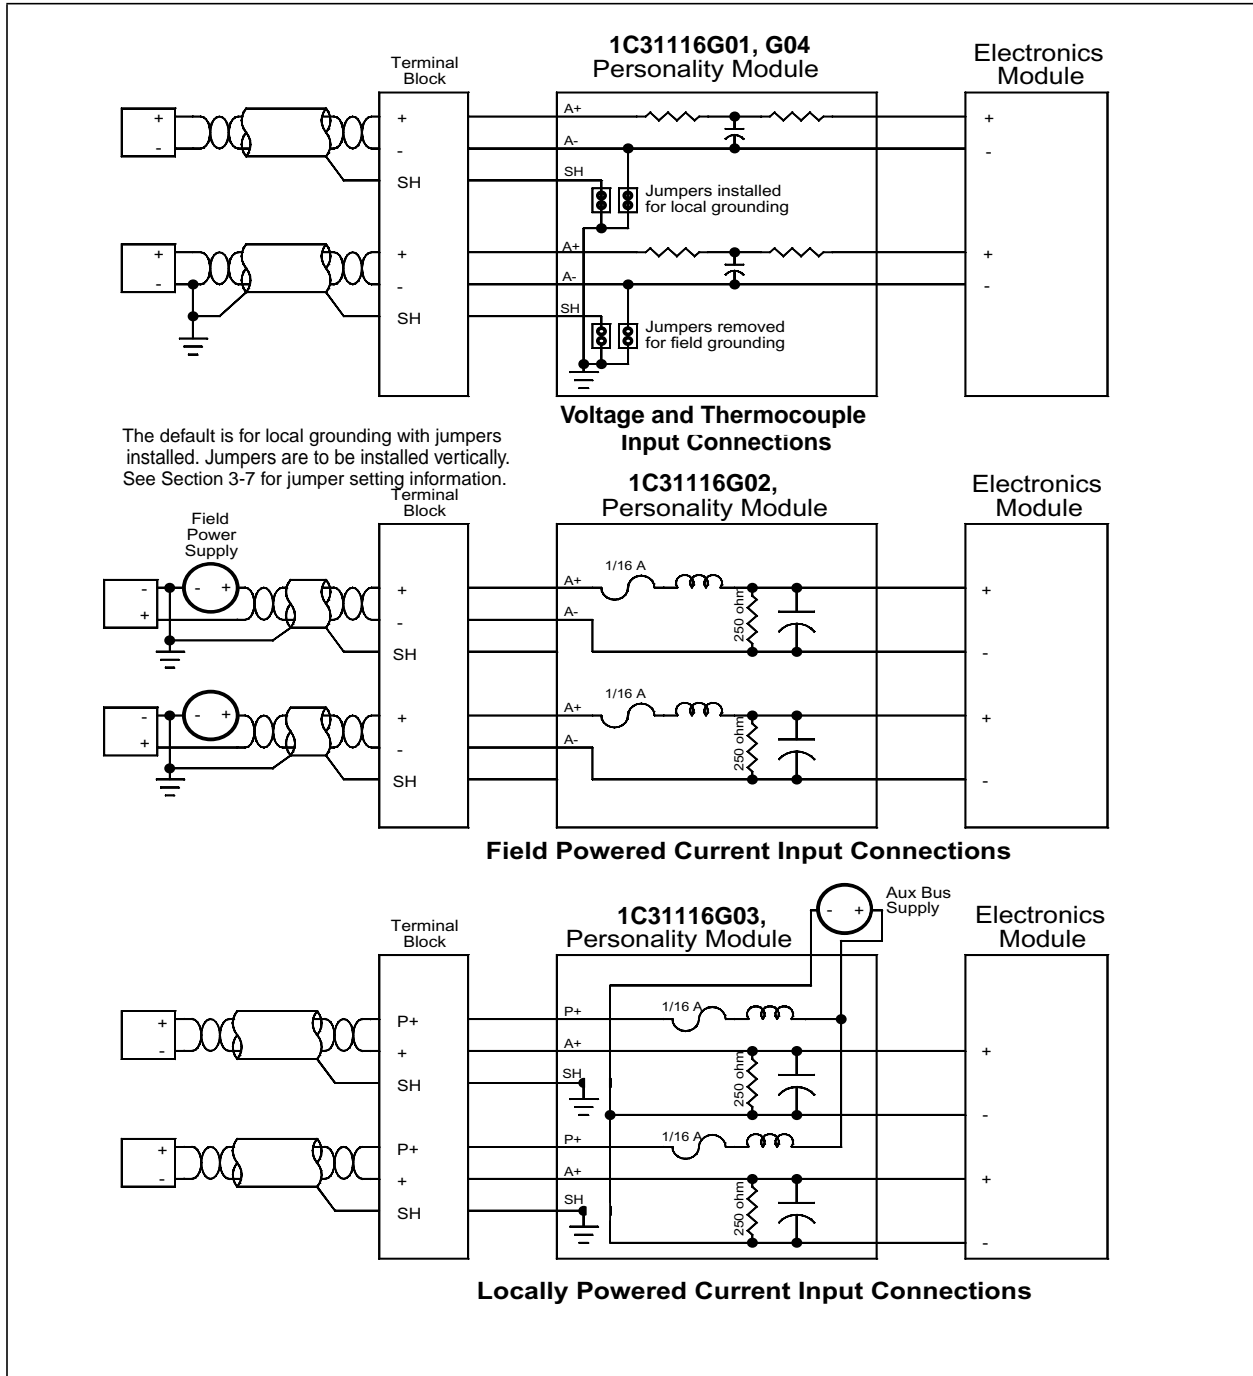 1C31116G01, G04
Personality Module
Electronics
Module
Terminal
Block
A+
+ + +
A-
- - -
SH
SH
Jumpers installed
for local grounding
A+
+ + +
A-
- - -
SH
SH
Jumpers removed
for field grounding
Voltage and Thermocouple
Input Connections
The default is for local grounding with jumpers
installed. Jumpers are to be installed vertically.
See Section 3-7 for jumper setting information.
1C31116G02,
Personality Module
Electronics
Module
Terminal
Block
Field
Power
Supply
1/16 A
A+
- - + + +
A-
+ -
250 ohm
SH -
1/16 A
A+
- - + + +
A-
+ -
250 ohm
SH -
Field Powered Current Input Connections
Aux Bus
Supply
- +
1C31116G03,
Personality Module
Electronics
Module
Terminal
Block
1/16 A
P+
+ P+
A+
- + +
SH
250 ohm
SH -
1/16 A
P+
+ P+
A+
- + +
SH
250 ohm
SH -
Locally Powered Current Input Connections